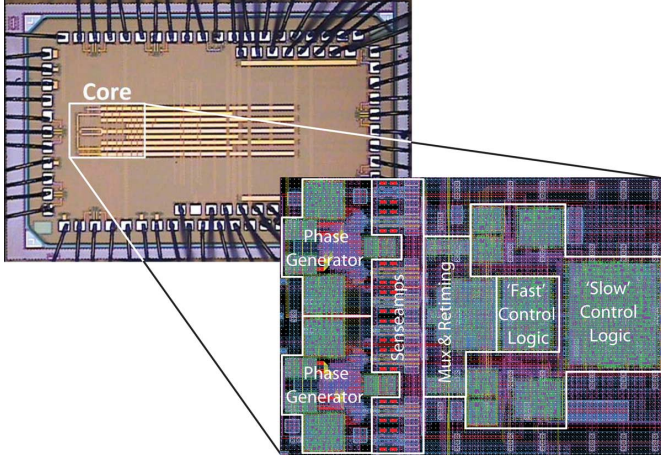 Core
Phase
Generator
Senseamps
Mux & Retiming
'Fast'
Control
Logic
'Slow'
Control
Logic
Phase
Generator